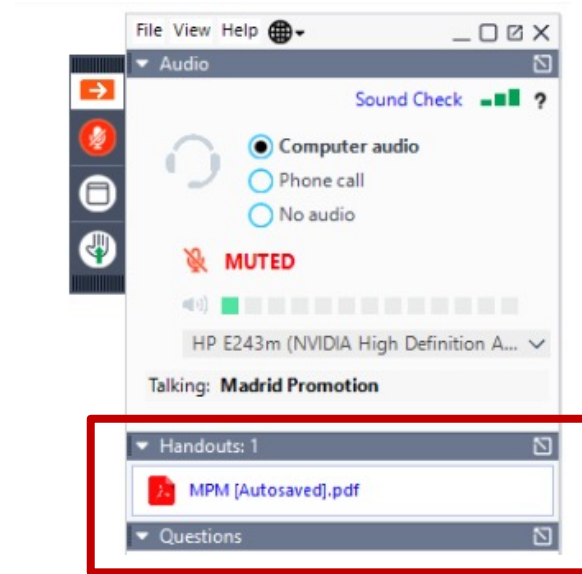 File View Help
Audio
Sound Check ?
Computer audio
Phone call
No audio
MUTED
HP E243m (NVIDIA High Definition A...
Talking: Madrid Promotion
Handouts: 1
MPM [Autosaved].pdf
Questions